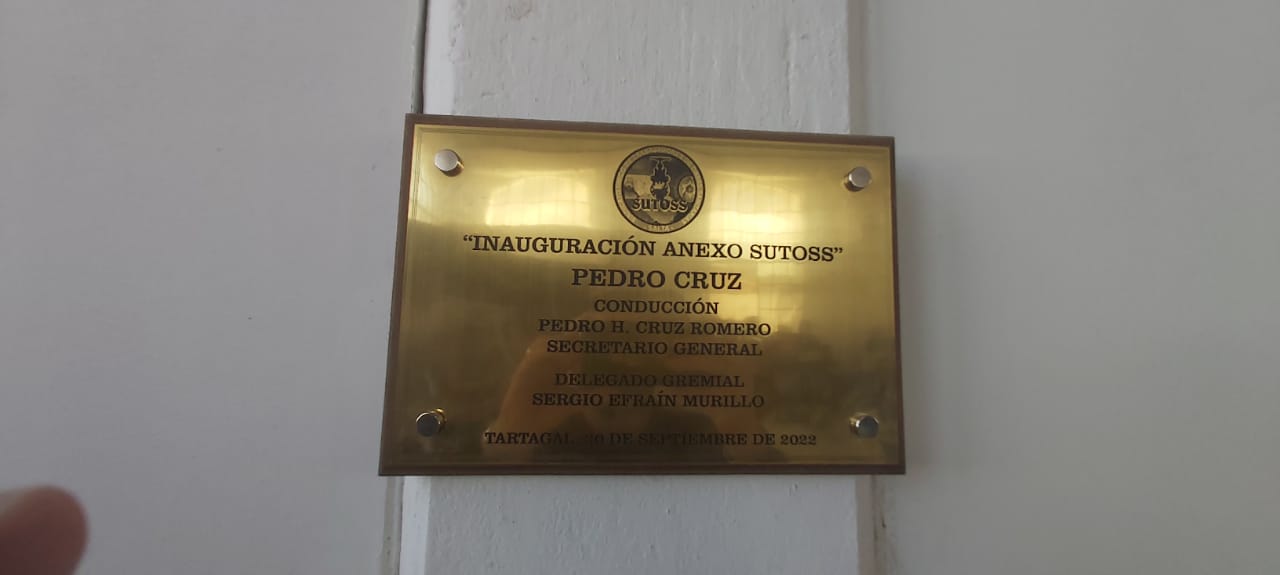 SUTOSS
“INAUGURACIÓN ANEXO SUTOSS”
PEDRO CRUZ
CONDUCCIÓN
PEDRO H. CRUZ ROMERO
SECRETARIO GENERAL
DELEGADO GREMIAL
SERGIO EFRAÍN MURILLO
TARTAGAL, 30 DE SEPTIEMBRE DE 2022